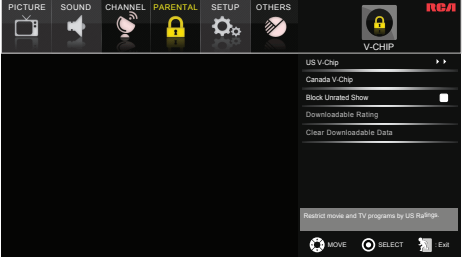 PICTURE SOUND CHANNEL PARENTAL SETUP OTHERS RCA
V-CHIP
US V-Chip
Canada V-Chip
Block Unrated Show
Downloadable Rating
Clear Downloadable Data
Restrict movie and TV programs by US Ratings.
MOVE SELECT : Exit